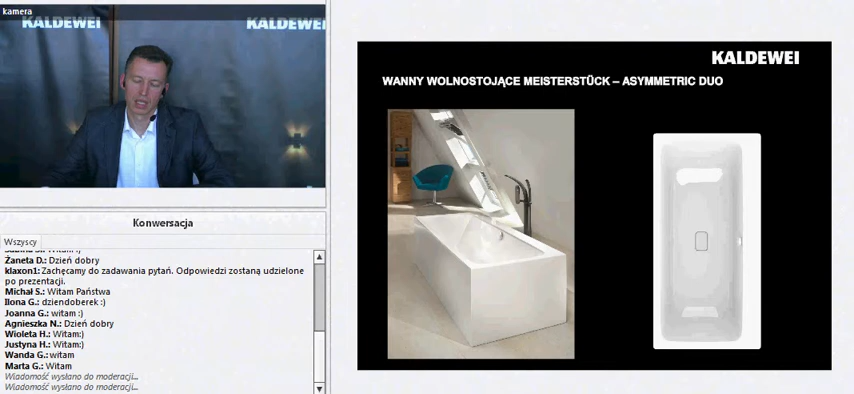 kamera
KALDEWEI KALDEWEI
Konwersacja
Wszyscy
Żaneta D.: Dzień dobry
klaxon1: Zachęcamy do zadawania pytań. Odpowiedzi zostaną udzielone
po prezentacji.
Michał S.: Witam Państwa
Ilona G.: dziendoberek :)
Joanna G.: witam :)
Agnieszka N.: Dzień dobry
Wioleta H.: Witam:)
Justyna H.: Witam:)
Wanda G.: witam
Marta G.: Witam
Wiadomość wysłano do moderacji...
Wiadomość wysłano do moderacji...
KALDEWEI
WANNY WOLNOSTOJĄCE MEISTERSTÜCK – ASYMMETRIC DUO